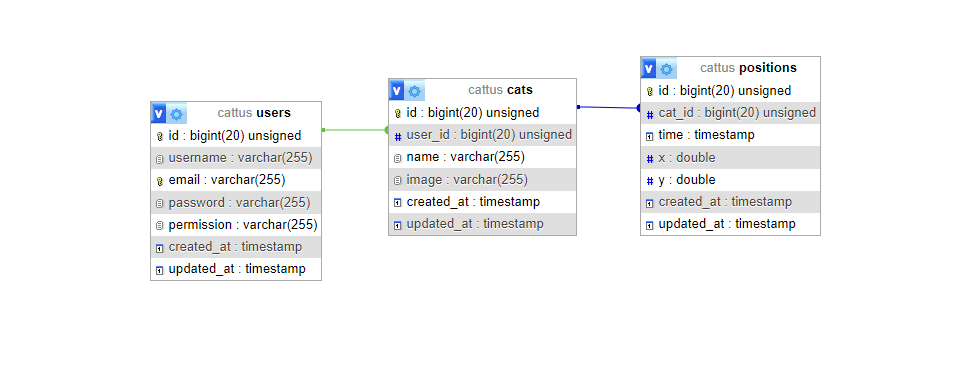 cattus users
id : bigint(20) unsigned
username : varchar(255)
email : varchar(255)
password : varchar(255)
permission : varchar(255)
created_at : timestamp
updated_at : timestamp
cattus cats
id : bigint(20) unsigned
user_id : bigint(20) unsigned
name : varchar(255)
image : varchar(255)
created_at : timestamp
updated_at : timestamp
cattus positions
id : bigint(20) unsigned
cat_id : bigint(20) unsigned
time : timestamp
x : double
y : double
created_at : timestamp
updated_at : timestamp